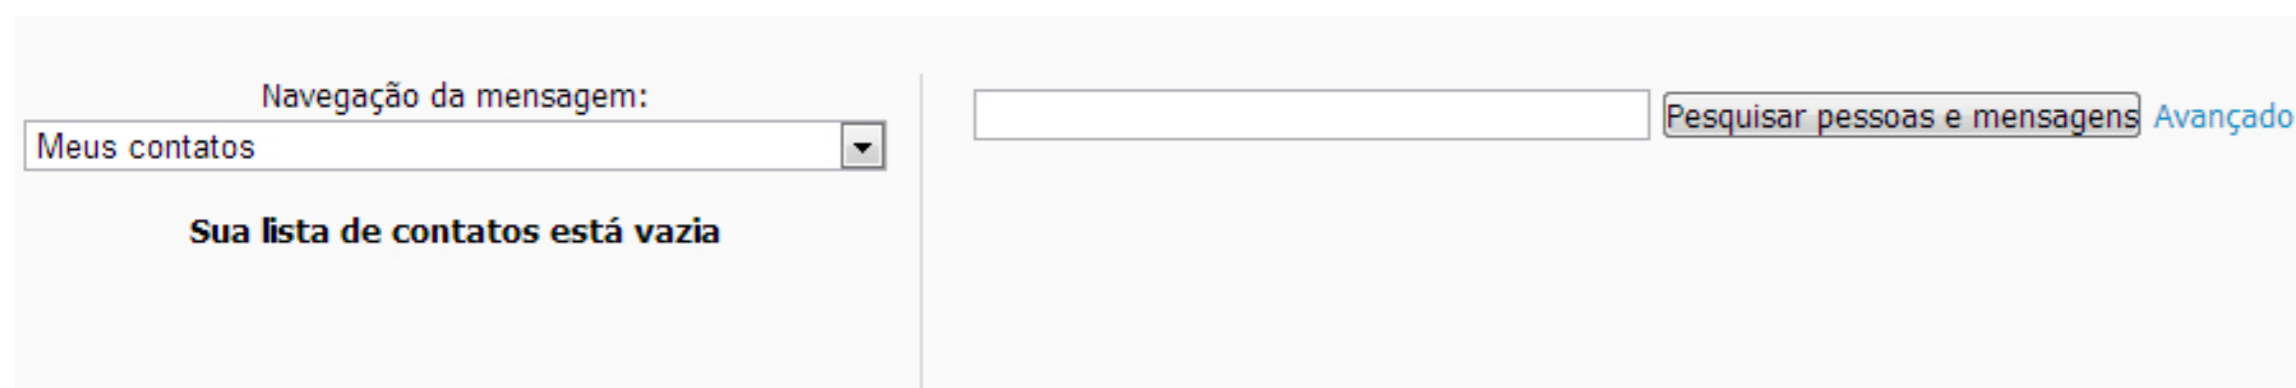 Navegação da mensagem:
Meus contatos
Sua lista de contatos está vazia
Pesquisar pessoas e mensagens Avançado